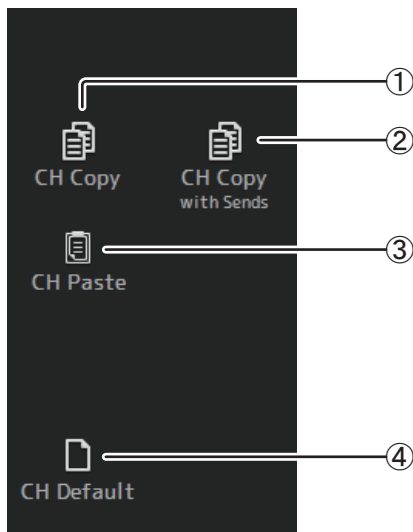 ①
②
CH Copy
CH Copy
with Sends
③
CH Paste
④
CH Default